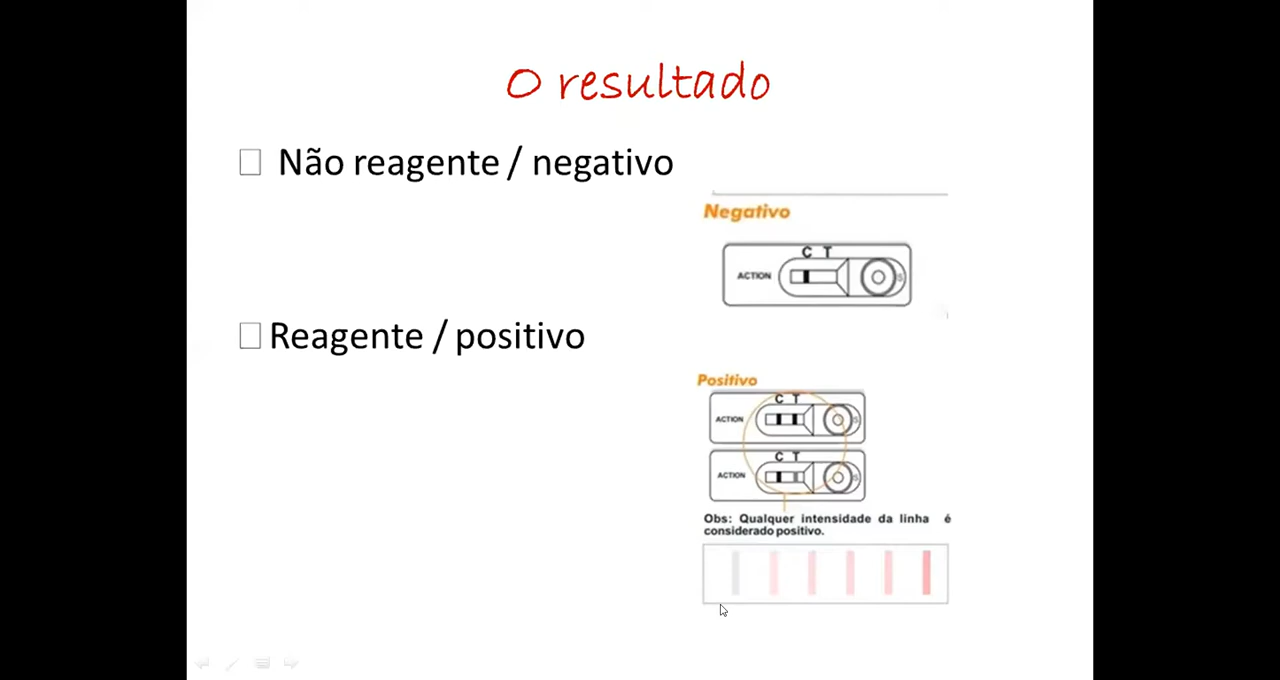 O resultado
Não reagente / negativo
Negativo
C T
ACTION
S
Reagente / positivo
Positivo
C T
ACTION
S
C T
ACTION
S
Obs: Qualquer intensidade da linha é
considerado positivo.